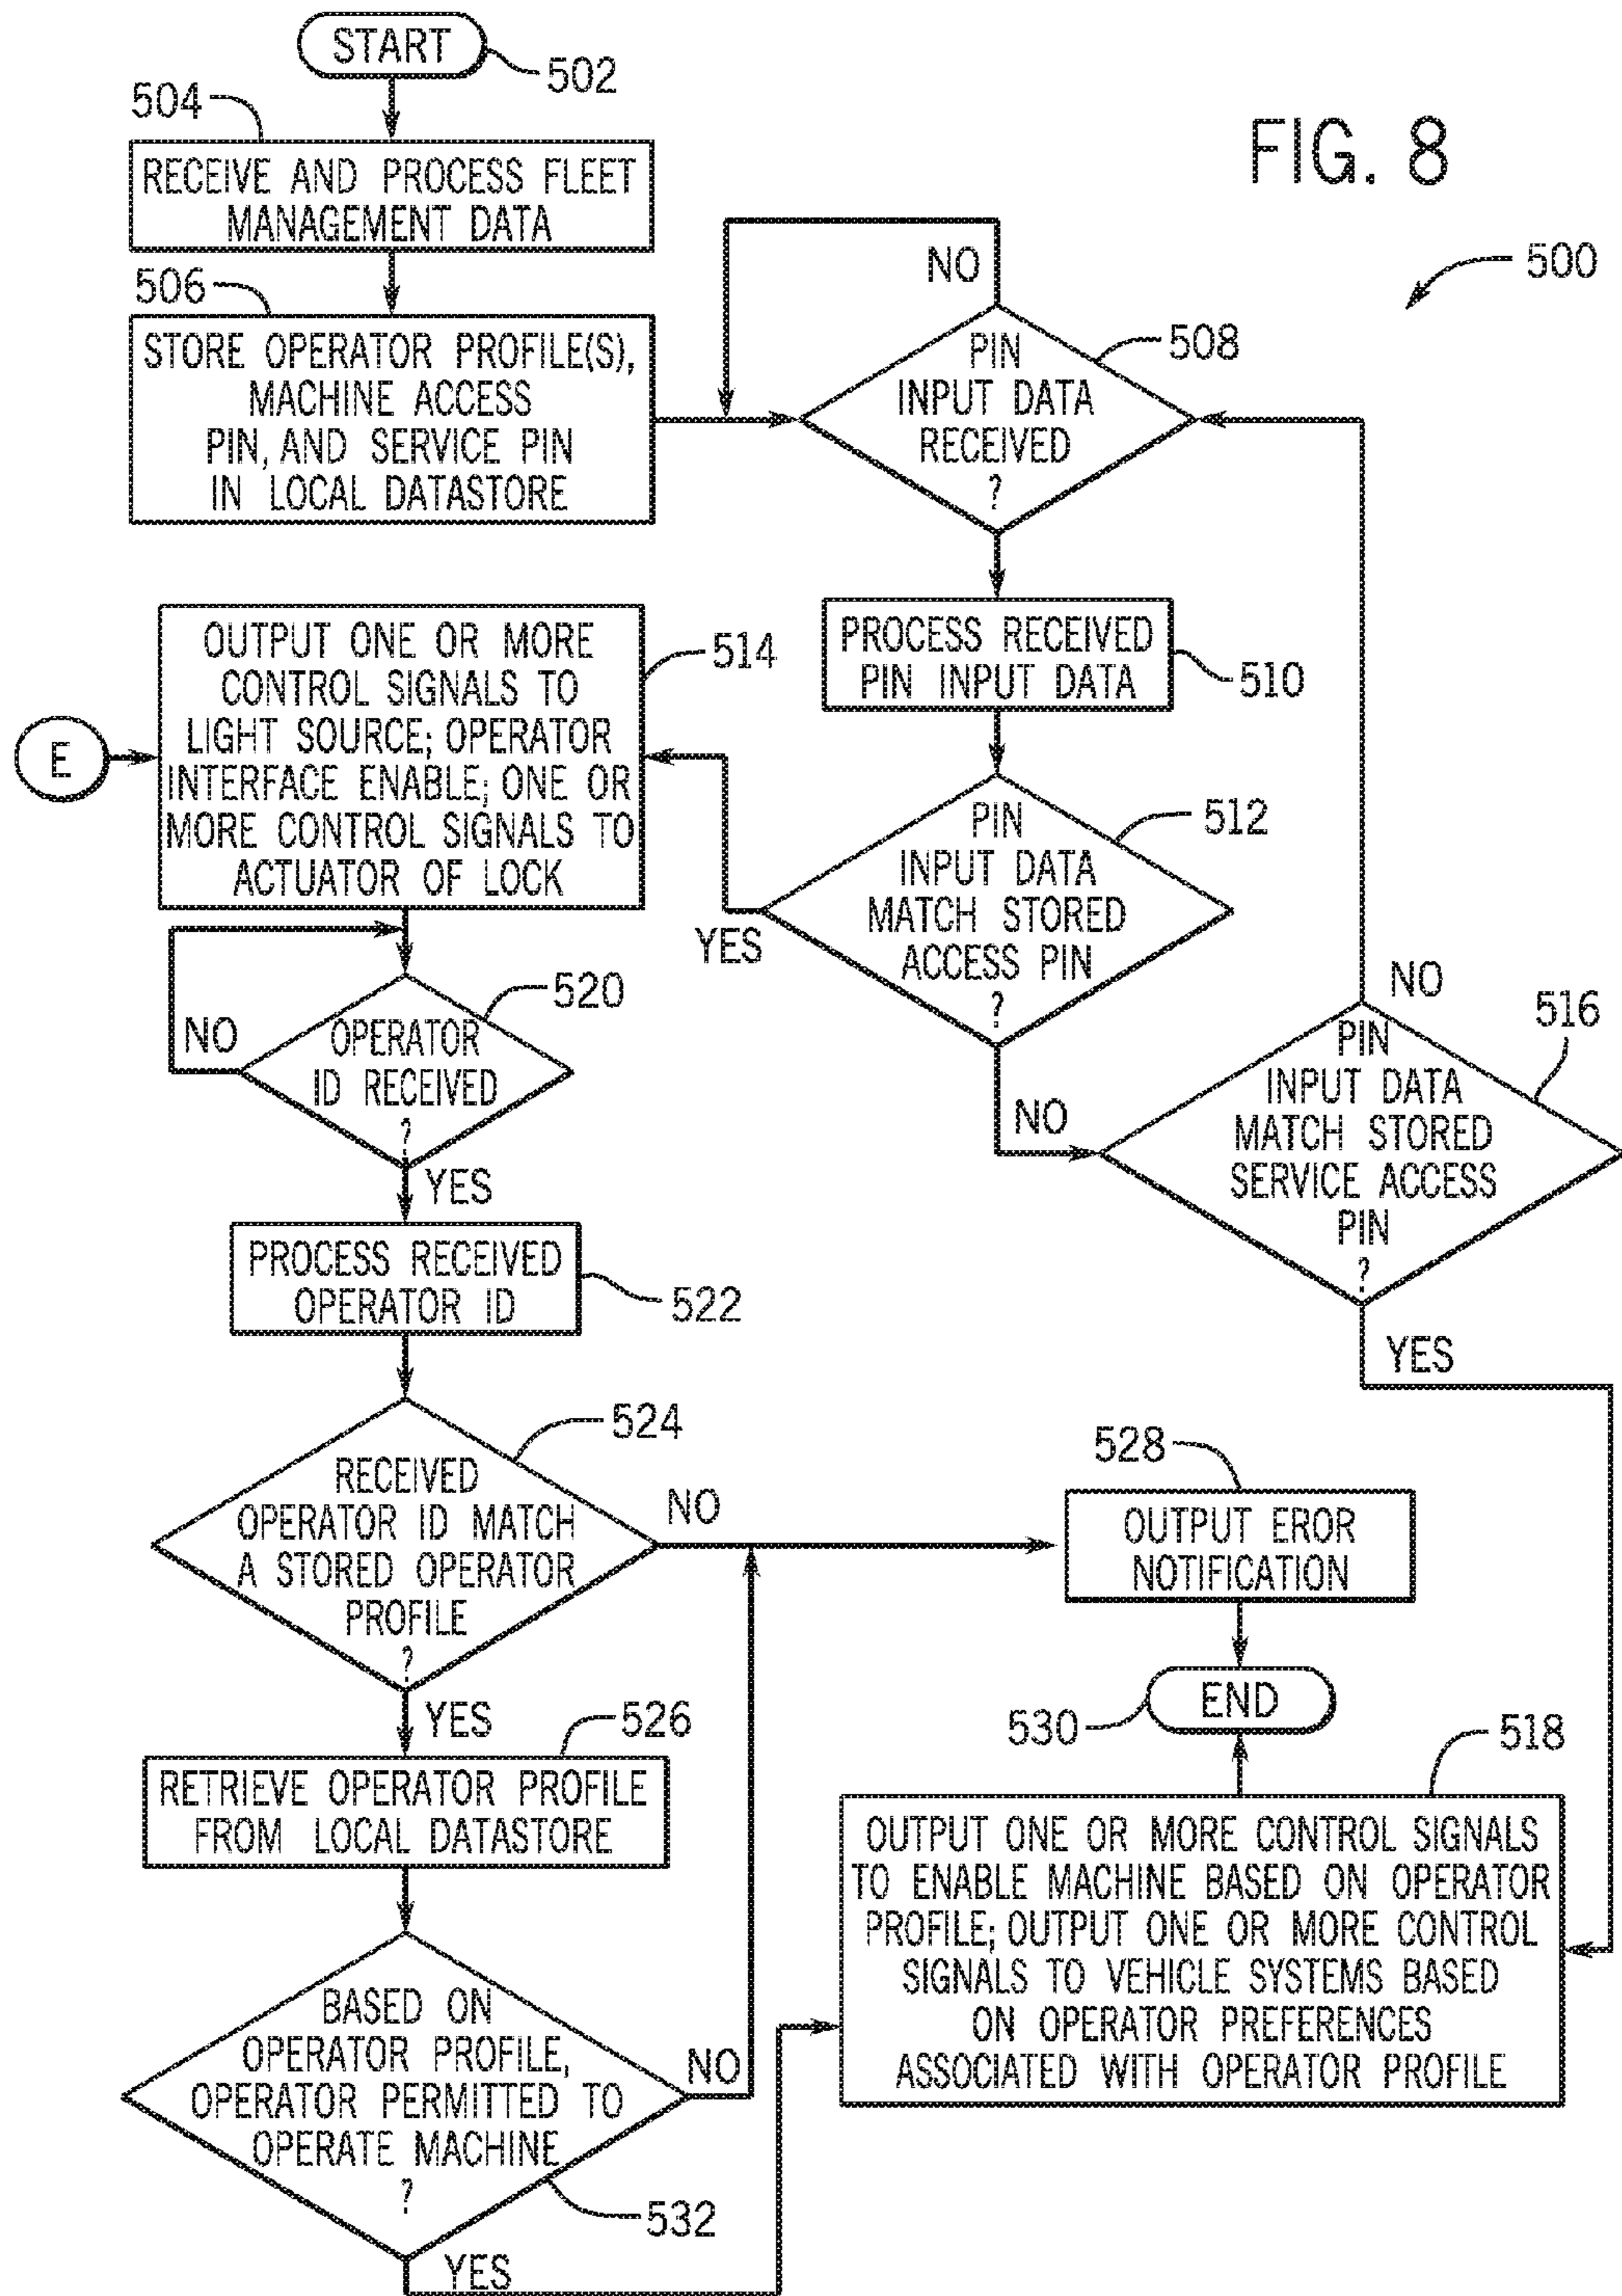 START
502
FIG. 8
500
504
RECEIVE AND PROCESS FLEET
MANAGEMENT DATA
506
STORE OPERATOR PROFILE(S),
MACHINE ACCESS
PIN, AND SERVICE PIN
IN LOCAL DATASTORE
NO
508
PIN
INPUT DATA
RECEIVED
?
PROCESS RECEIVED
PIN INPUT DATA
510
512
PIN
INPUT DATA
MATCH STORED
ACCESS PIN
?
YES
NO
E
514
OUTPUT ONE OR MORE
CONTROL SIGNALS TO
LIGHT SOURCE; OPERATOR
INTERFACE ENABLE; ONE OR
MORE CONTROL SIGNALS TO
ACTUATOR OF LOCK
NO
516
PIN
INPUT DATA
MATCH STORED
SERVICE ACCESS
PIN
?
YES
520
NO
OPERATOR
ID RECEIVED
?
YES
PROCESS RECEIVED
OPERATOR ID
522
524
RECEIVED
OPERATOR ID MATCH
A STORED OPERATOR
PROFILE
?
NO
YES
528
OUTPUT EROR
NOTIFICATION
END
530
526
RETRIEVE OPERATOR PROFILE
FROM LOCAL DATASTORE
518
OUTPUT ONE OR MORE CONTROL SIGNALS
TO ENABLE MACHINE BASED ON OPERATOR
PROFILE; OUTPUT ONE OR MORE CONTROL
SIGNALS TO VEHICLE SYSTEMS BASED
ON OPERATOR PREFERENCES
ASSOCIATED WITH OPERATOR PROFILE
BASED ON
OPERATOR PROFILE,
OPERATOR PERMITTED TO
OPERATE MACHINE
?
NO
532
YES